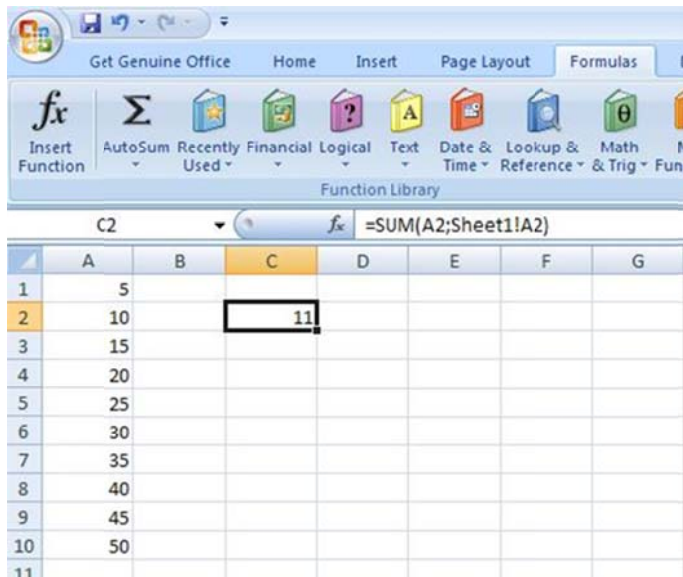 Get Genuine Office Home Insert Page Layout Formulas
fx Σ ? A θ
Insert Function AutoSum Recently Used Financial Logical Text Date & Time Lookup & Reference Math & Trig Fun
Function Library
C2 fx =SUM(A2;Sheet1!A2)
A B C D E F G
1 5
2 10 11
3 15
4 20
5 25
6 30
7 35
8 40
9 45
10 50
11